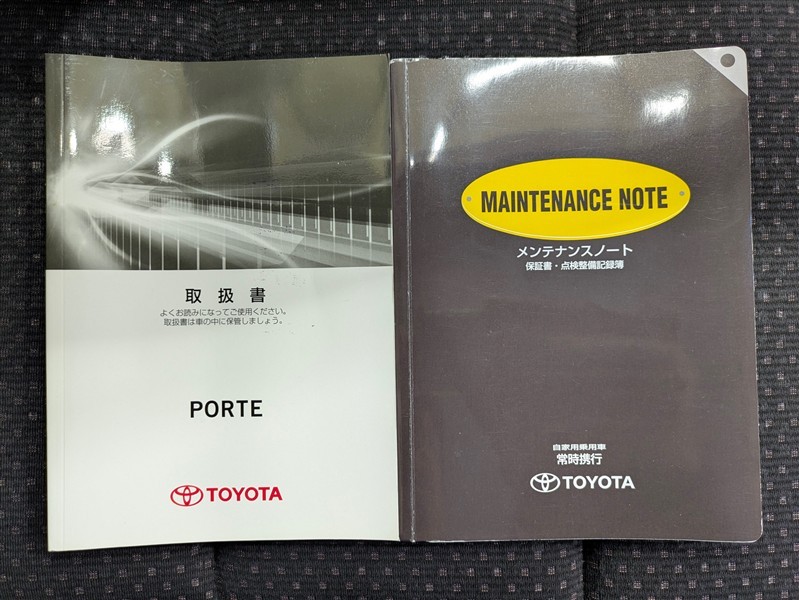 取扱書
よくお読みになってご使用ください。
取扱書は車の中に保管しましょう。
PORTE
TOYOTA
MAINTENANCE NOTE
メンテナンスノート
保証書・点検整備記録簿
自家用乗用車
常時携行
TOYOTA